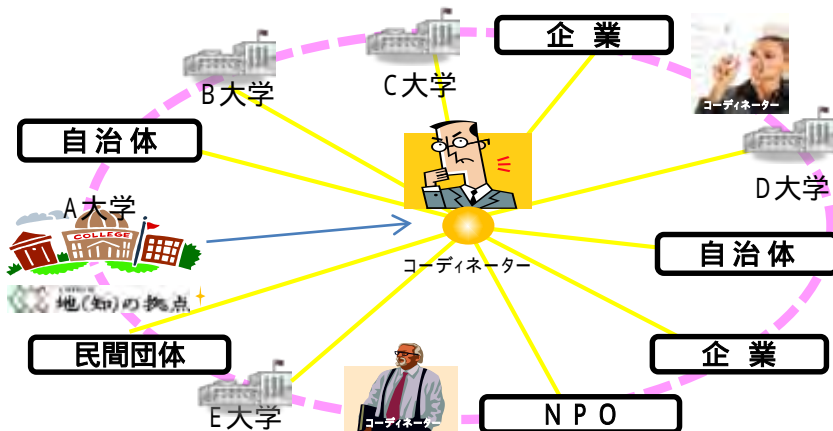 企 業
C大学
B大学
コーディネーター
自 治 体
D大学
A大学
COLLEGE
コーディネーター
自 治 体
地(知)の拠点
民間団体
企 業
E大学
コーディネーター
N P O